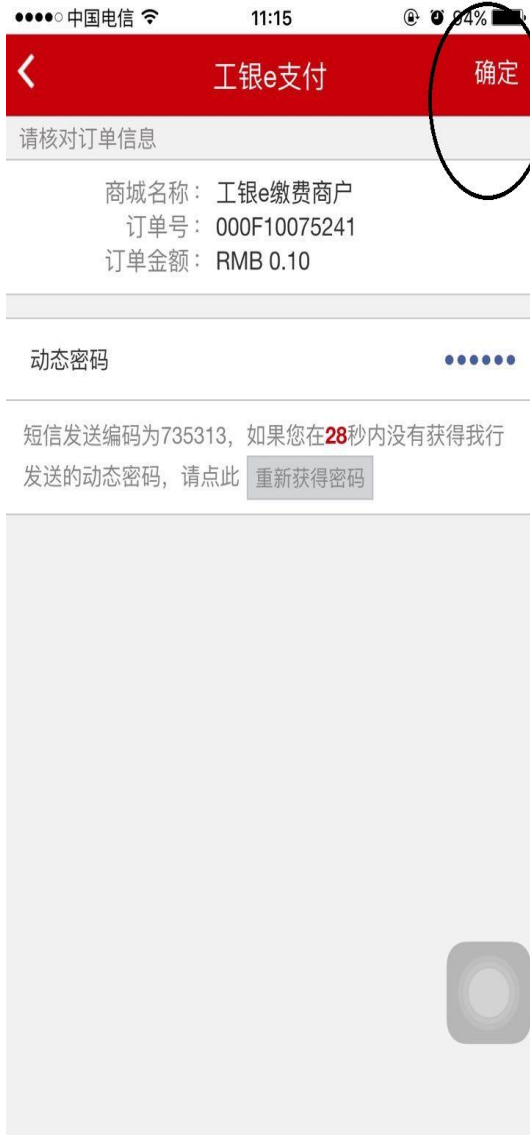 中国电信 11:15 94%
工银e支付 确定
请核对订单信息
商城名称： 工银e缴费商户
订单号： 000F10075241
订单金额： RMB 0.10
动态密码 ••••••
短信发送编码为735313，如果您在28秒内没有获得我行
发送的动态密码，请点此 重新获得密码